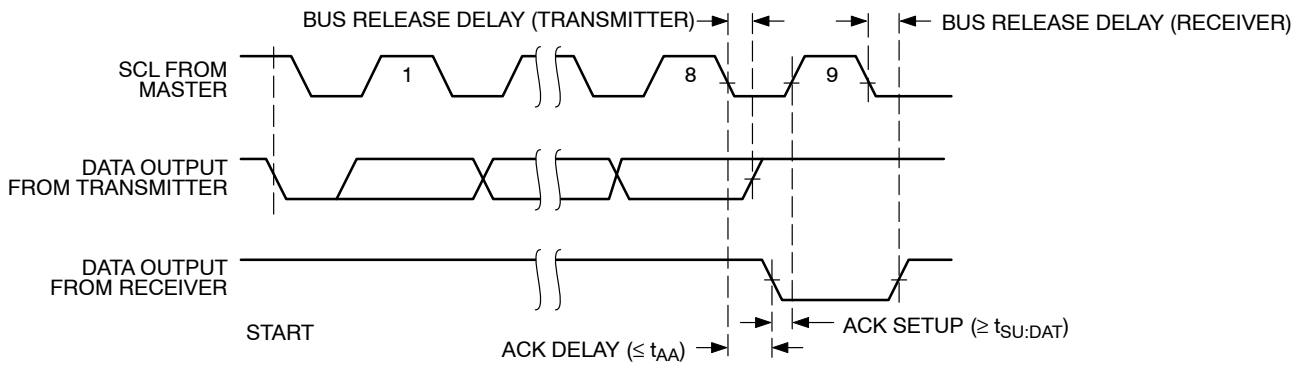 BUS RELEASE DELAY (TRANSMITTER)
BUS RELEASE DELAY (RECEIVER)
SCL FROM
MASTER
1
8
9
DATA OUTPUT
FROM TRANSMITTER
DATA OUTPUT
FROM RECEIVER
START
ACK SETUP (≥ tSU:DAT)
ACK DELAY (≤ tAA)